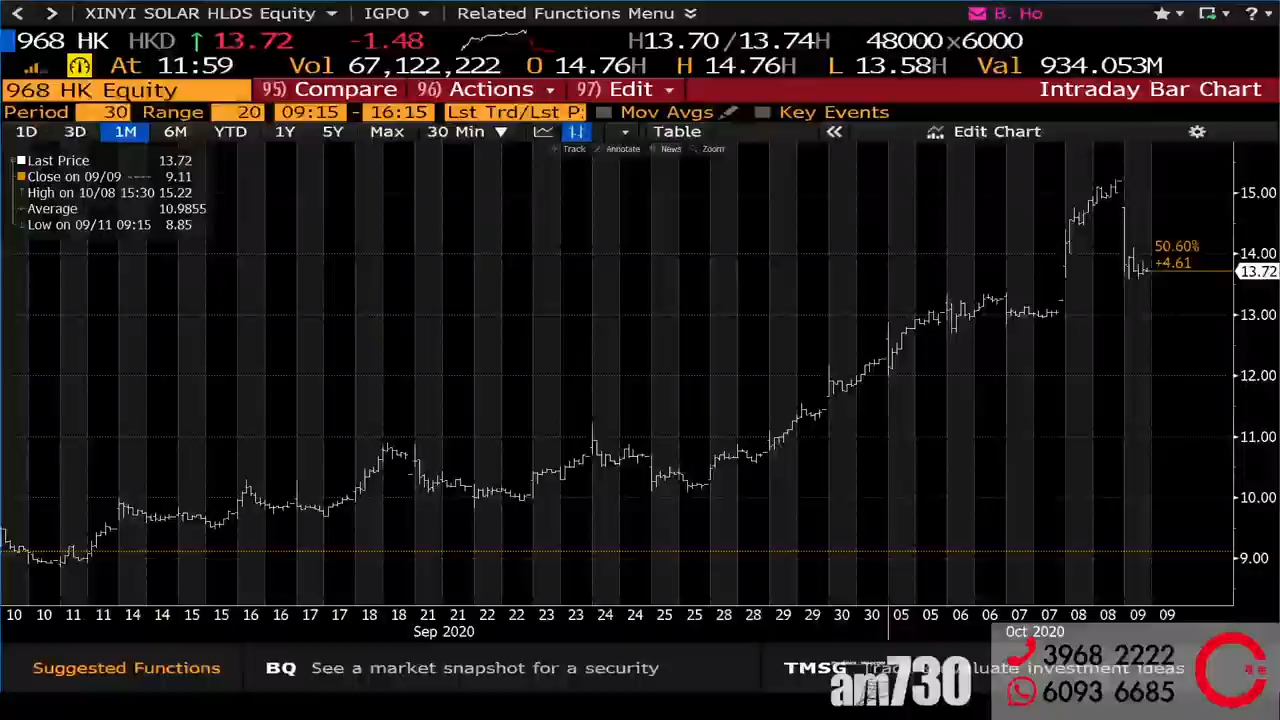 < > XINYI SOLAR HLDS Equity IGPO Related Functions Menu B. Ho ?
968 HK HKD ↑ 13.72 -1.48 H13.70/13.74H 48000×6000
At 11:59 Vol 67,122,222 O 14.76H H 14.76H L 13.58H Val 934.053M
968 HK Equity 95) Compare 96) Actions 97) Edit Intraday Bar Chart
Period 30 Range 20 09:15 - 16:15 Lst Trd/Lst P: Mov Avgs Key Events
1D 3D 1M 6M YTD 1Y 5Y Max 30 Min ▼ Table « Edit Chart
Track Annotate News Zoom
Last Price 13.72
Close on 09/09 9.11
High on 10/08 15:30 15.22
Average 10.9855
Low on 09/11 09:15 8.85
15.00
50.60%
14.00
+4.61
13.72
13.00
12.00
11.00
10.00
9.00
10 10 11 11 14 14 15 15 16 16 17 17 18 18 21 21 22 22 23 23 24 24 25 25 28 28 29 29 30 30 05 05 06 06 07 07 08 08 09 09
Sep 2020 Oct 2020
Suggested Functions BQ See a market snapshot for a security TMSG investment ideas
3968 2222
am730
6093 6685